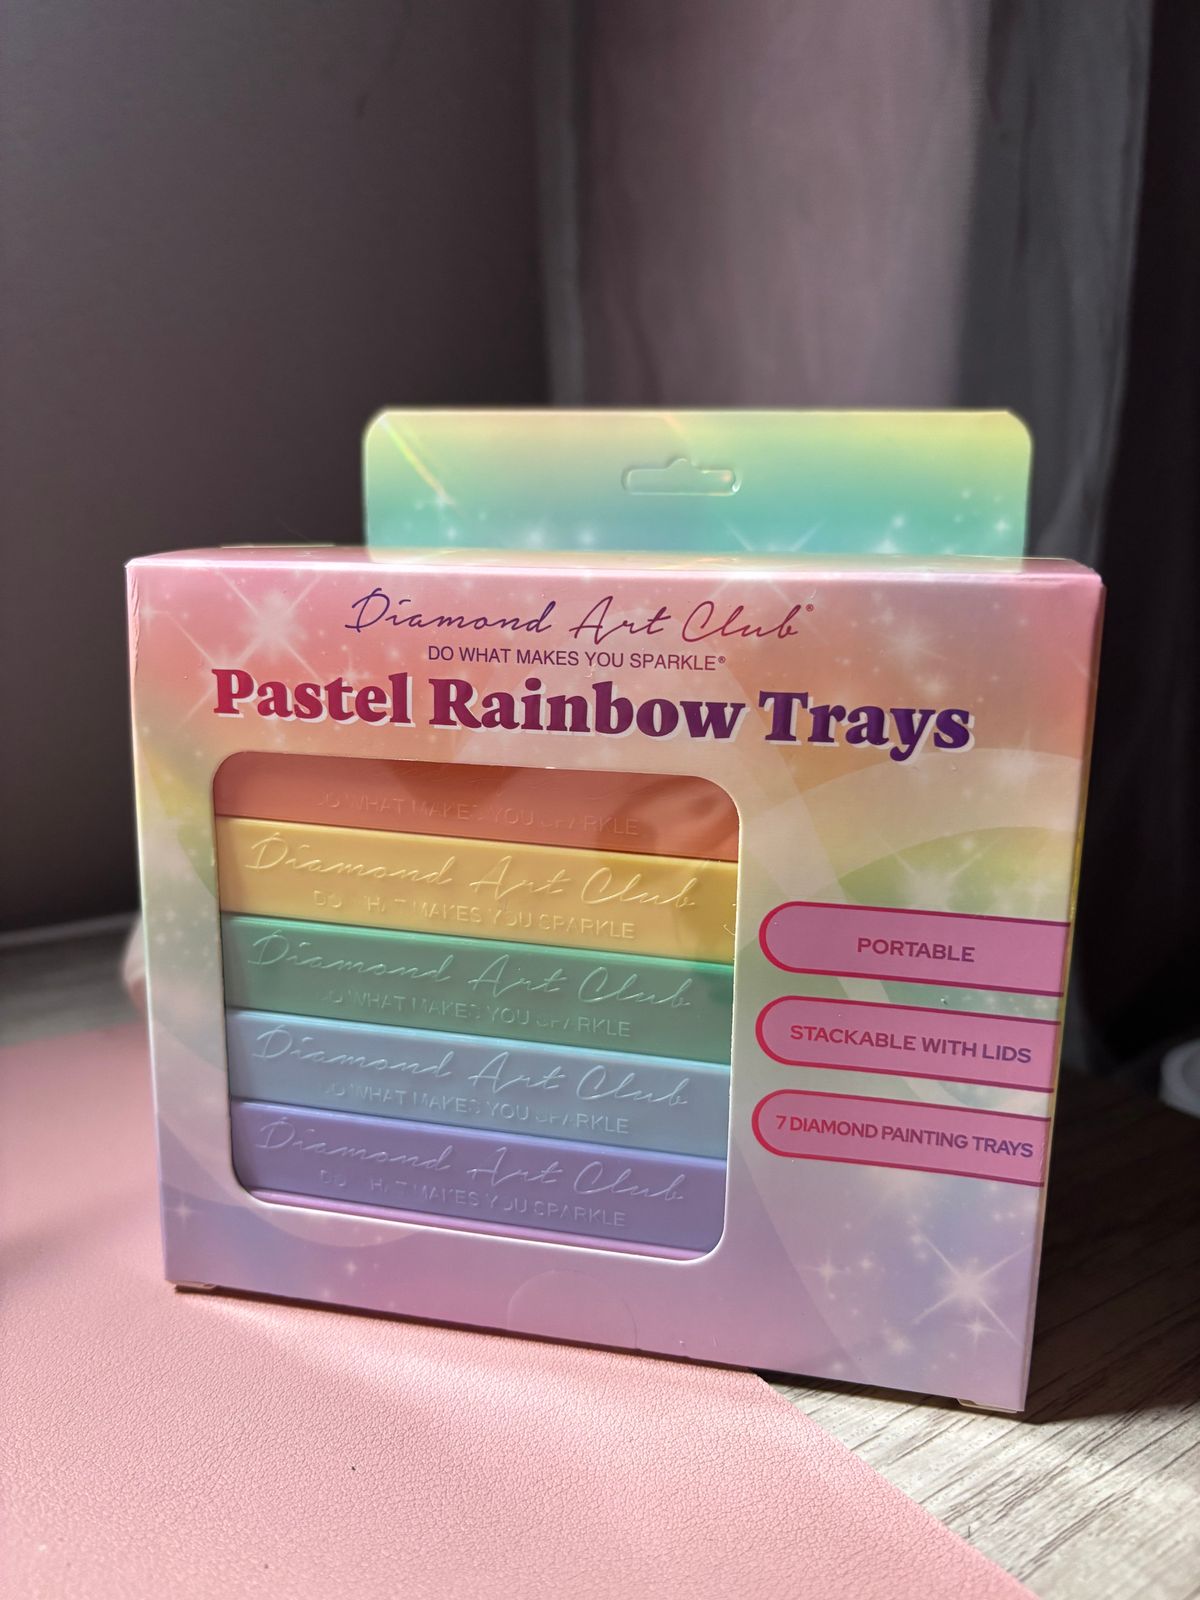 Diamond Art Club®
DO WHAT MAKES YOU SPARKLE®
Pastel Rainbow Trays
DO WHAT MAKES YOU SPARKLE
Diamond Art Club
DO WHAT MAKES YOU SPARKLE
Diamond Art Club
DO WHAT MAKES YOU SPARKLE
Diamond Art Club
DO WHAT MAKES YOU SPARKLE
Diamond Art Club
DO WHAT MAKES YOU SPARKLE
PORTABLE
STACKABLE WITH LIDS
7 DIAMOND PAINTING TRAYS